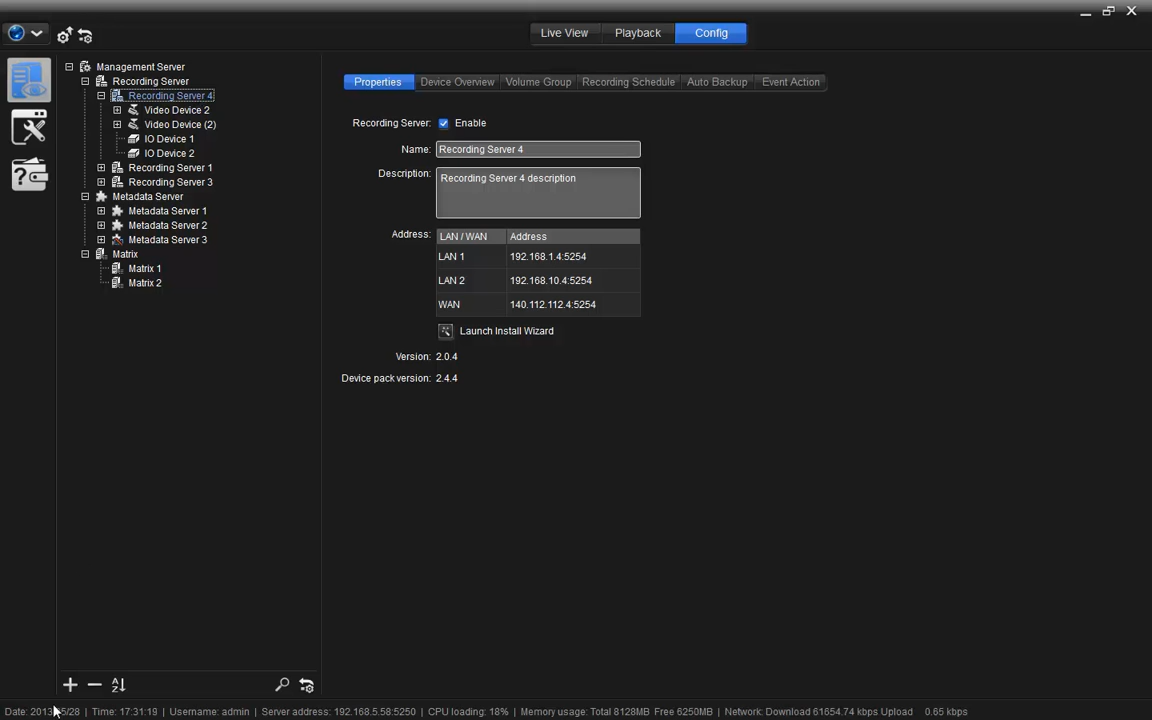 Live View Playback Config
Management Server
Recording Server
Recording Server 4
Video Device 2
Video Device (2)
IO Device 1
IO Device 2
Recording Server 1
Recording Server 3
Metadata Server
Metadata Server 1
Metadata Server 2
Metadata Server 3
Matrix
Matrix 1
Matrix 2
Properties Device Overview Volume Group Recording Schedule Auto Backup Event Action
Recording Server: Enable
Name: Recording Server 4
Description: Recording Server 4 description
Address: LAN / WAN Address
LAN 1 192.168.1.4:5254
LAN 2 192.168.10.4:5254
WAN 140.112.112.4:5254
Launch Install Wizard
Version: 2.0.4
Device pack version: 2.4.4
Date: | Time: 17:31:19 | Username: admin | Server address: 192.168.5.58:5250 | CPU loading: 18% | Memory usage: Total 8128MB Free 6250MB | Network: Download 61654.74 kbps Upload 0.65 kbps